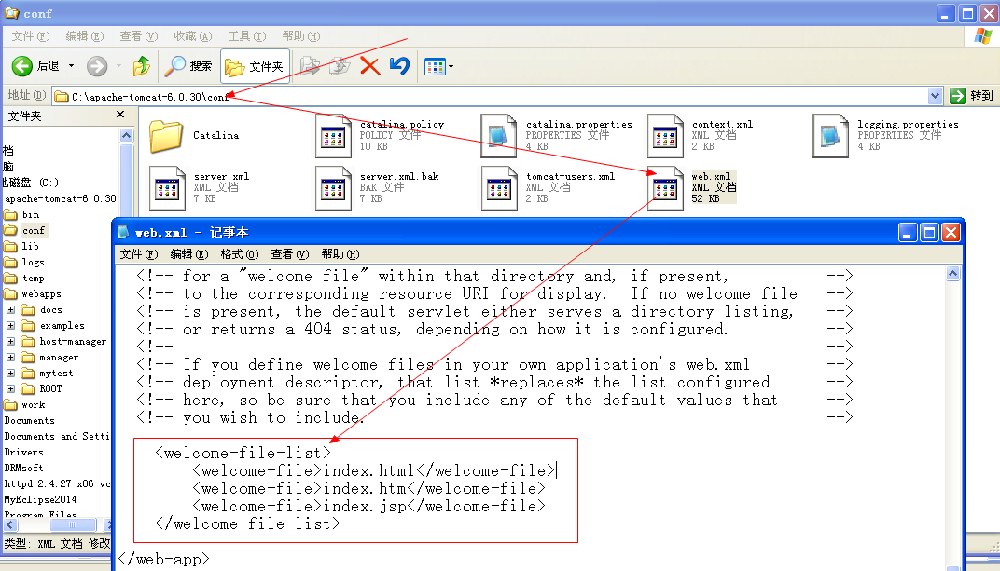 conf
文件(F) 编辑(E) 查看(V) 收藏(A) 工具(T) 帮助(H)
后退 搜索 文件夹
地址(D) C:\apache-tomcat-6.0.30\conf 转到
文件夹
档
脑
地磁盘 (C:)
apache-tomcat-6.0.30
bin
conf
lib
logs
temp
webapps
docs
examples
host-manager
manager
mytest
ROOT
work
Documents
Documents and Setti
Drivers
DRMsoft
httpd-2.4.27-x86-vc
MyEclipse2014
Program Files
类型: XML 文档 修改
Catalina
catalina.policy
POLICY 文件
10 KB
catalina.properties
PROPERTIES 文件
4 KB
context.xml
XML 文档
2 KB
logging.properties
PROPERTIES 文件
4 KB
server.xml
XML 文档
7 KB
server.xml.bak
BAK 文件
7 KB
tomcat-users.xml
XML 文档
2 KB
web.xml
XML 文档
52 KB
web.xml - 记事本
文件(F) 编辑(E) 格式(O) 查看(V) 帮助(H)
<!-- for a "welcome file" within that directory and, if present, -->
<!-- to the corresponding resource URI for display.  If no welcome file -->
<!-- is present, the default servlet either serves a directory listing, -->
<!-- or returns a 404 status, depending on how it is configured. -->
<!-- -->
<!-- If you define welcome files in your own application's web.xml -->
<!-- deployment descriptor, that list *replaces* the list configured -->
<!-- here, so be sure that you include any of the default values that -->
<!-- you wish to include. -->
<welcome-file-list>
<welcome-file>index.html</welcome-file>
<welcome-file>index.htm</welcome-file>
<welcome-file>index.jsp</welcome-file>
</welcome-file-list>
</web-app>